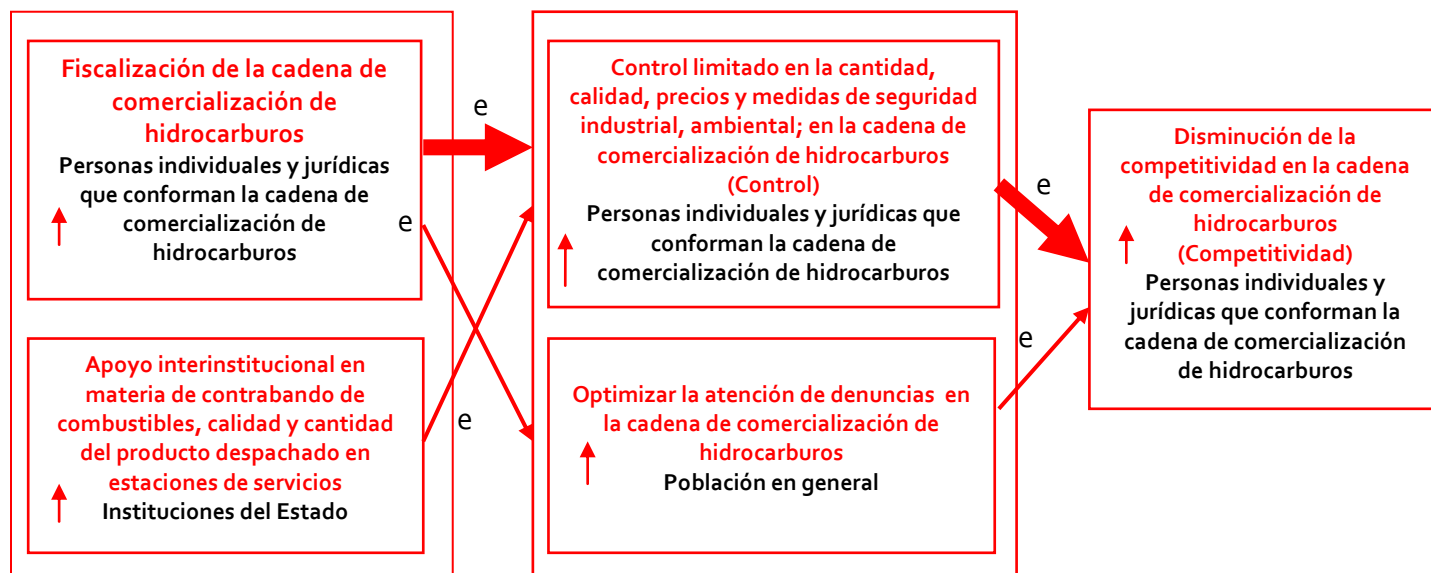 Fiscalización de la cadena de
comercialización de
hidrocarburos
Personas individuales y jurídicas
que conforman la cadena de
comercialización de
hidrocarburos
Apoyo interinstitucional en
materia de contrabando de
combustibles, calidad y cantidad
del producto despachado en
estaciones de servicios
Instituciones del Estado
e
e
e
Control limitado en la cantidad,
calidad, precios y medidas de seguridad
industrial, ambiental; en la cadena de
comercialización de hidrocarburos
(Control)
Personas individuales y jurídicas que
conforman la cadena de
comercialización de hidrocarburos
Optimizar la atención de denuncias en
la cadena de comercialización de
hidrocarburos
Población en general
e
e
Disminución de la
competitividad en la cadena
de comercialización de
hidrocarburos
(Competitividad)
Personas individuales y
jurídicas que conforman la
cadena de comercialización
de hidrocarburos